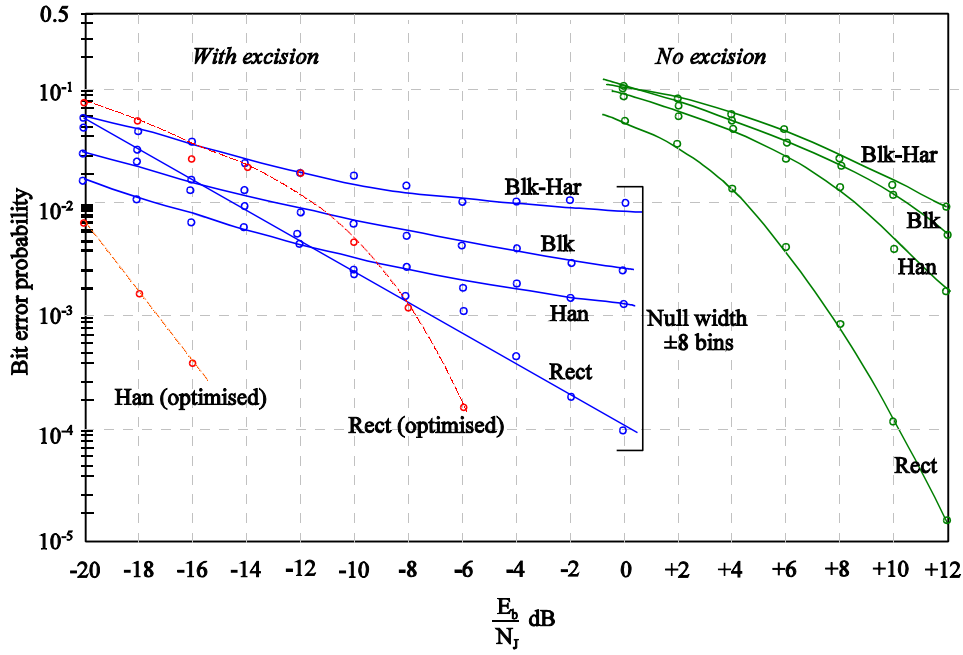 0.5
With excision
No excision
10-1
Blk-Har
Blk-Har
10-2
Blk
Blk
Han
Bit error probability
10-3
Han
Null width
±8 bins
Rect
Han (optimised)
Rect (optimised)
10-4
Rect
10-5
-20 -18 -16 -14 -12 -10 -8 -6 -4 -2 0 +2 +4 +6 +8 +10 +12
Eb
NJ
dB